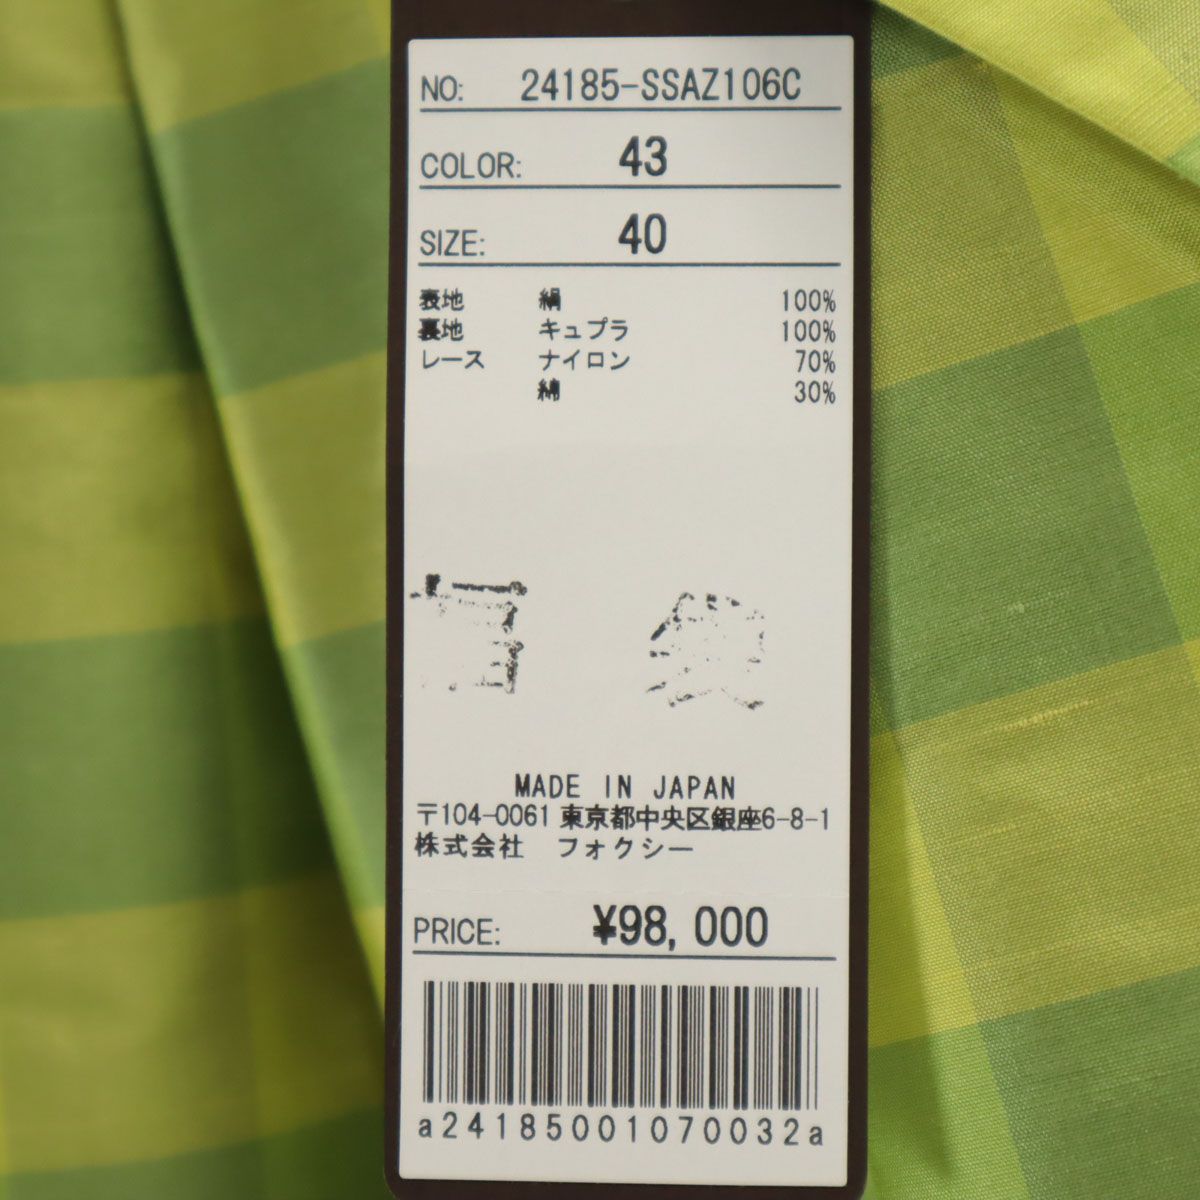 NO: 24185-SSAZ106C
COLOR: 43
SIZE: 40
表地 絹 100%
裏地 キュプラ 100%
レース ナイロン 70%
綿 30%
MADE IN JAPAN
〒104-0061 東京都中央区銀座6-8-1
株式会社 フォクシー
PRICE: ¥98,000
a24185001070032a